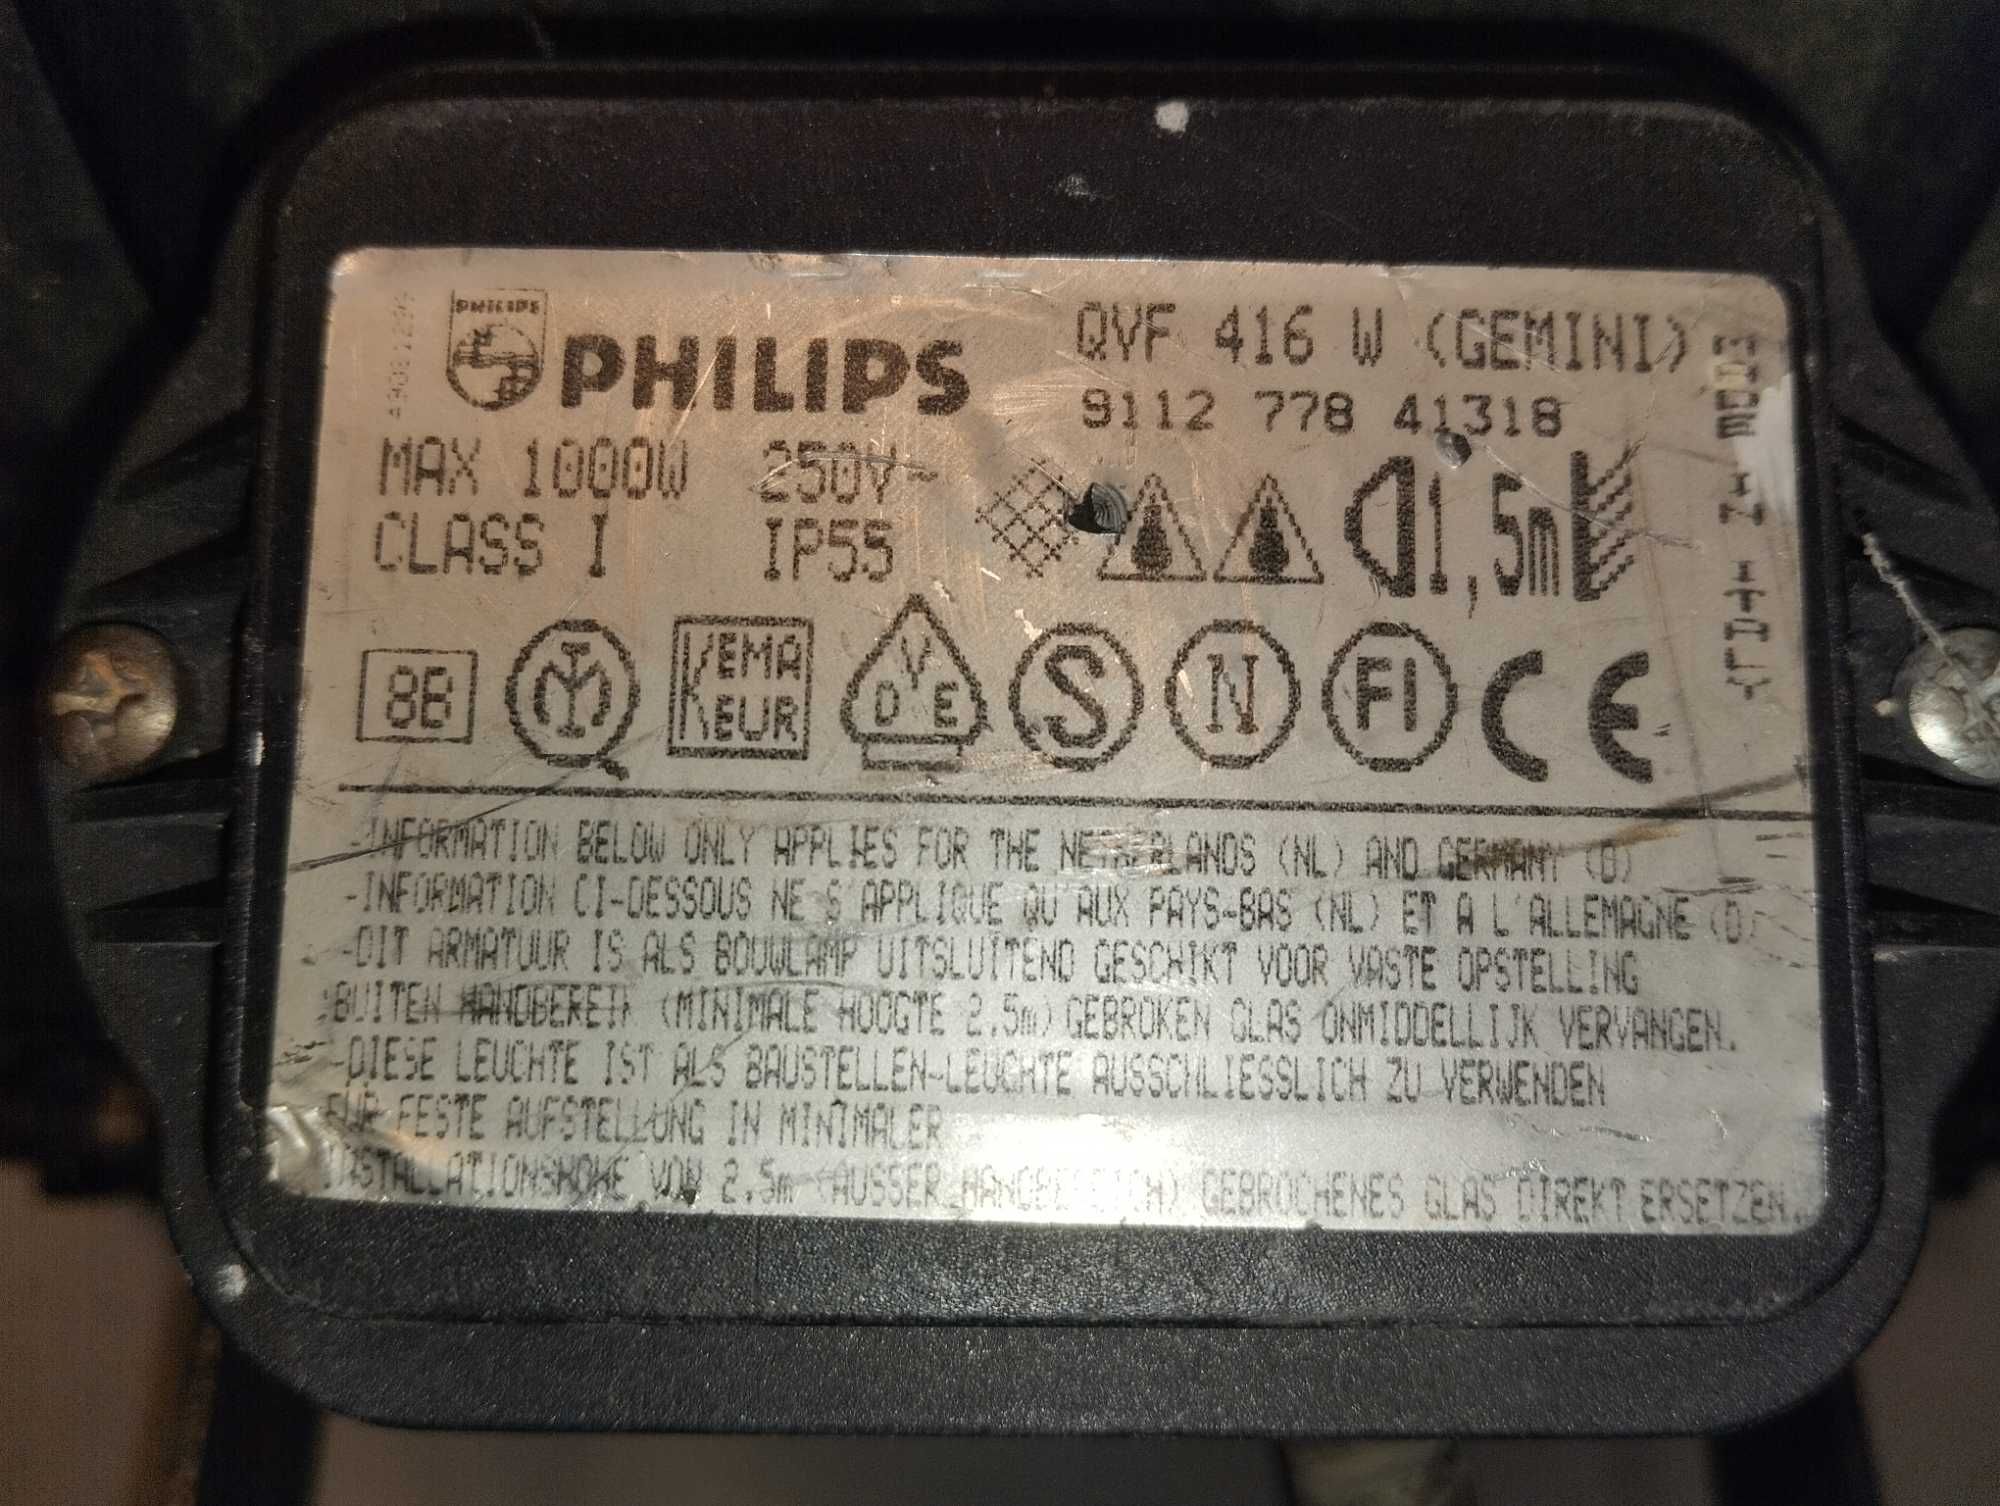 PHILIPS
PHILIPS
QVF 416 W (GEMINI)
9112 778 41318
MAX 1000W 250V~
CLASS I IP55
1,5m
MADE IN ITALY
8B
KEMA
KEUR
VDE
S
N
FI
CE
-INFORMATION BELOW ONLY APPLIES FOR THE NETHERLANDS (NL) AND GERMANY (D)
-INFORMATION CI-DESSOUS NE S'APPLIQUE QU'AUX PAYS-BAS (NL) ET A L'ALLEMAGNE (D)
-DIT ARMATUUR IS ALS BOUWLAMP UITSLUITEND GESCHIKT VOOR VASTE OPSTELLING
BUITEN HANDBEREIK (MINIMALE HOOGTE 2.5m) GEBROKEN GLAS ONMIDDELLIJK VERVANGEN.
-DIESE LEUCHTE IST ALS BAUSTELLEN-LEUCHTE AUSSCHLIESSLICH ZU VERWENDEN
FUR FESTE AUFSTELLUNG IN MINIMALER
INSTALLATIONSHOHE VON 2.5m (AUSSER HANDBEREICH) GEBROCHENES GLAS DIREKT ERSETZEN.